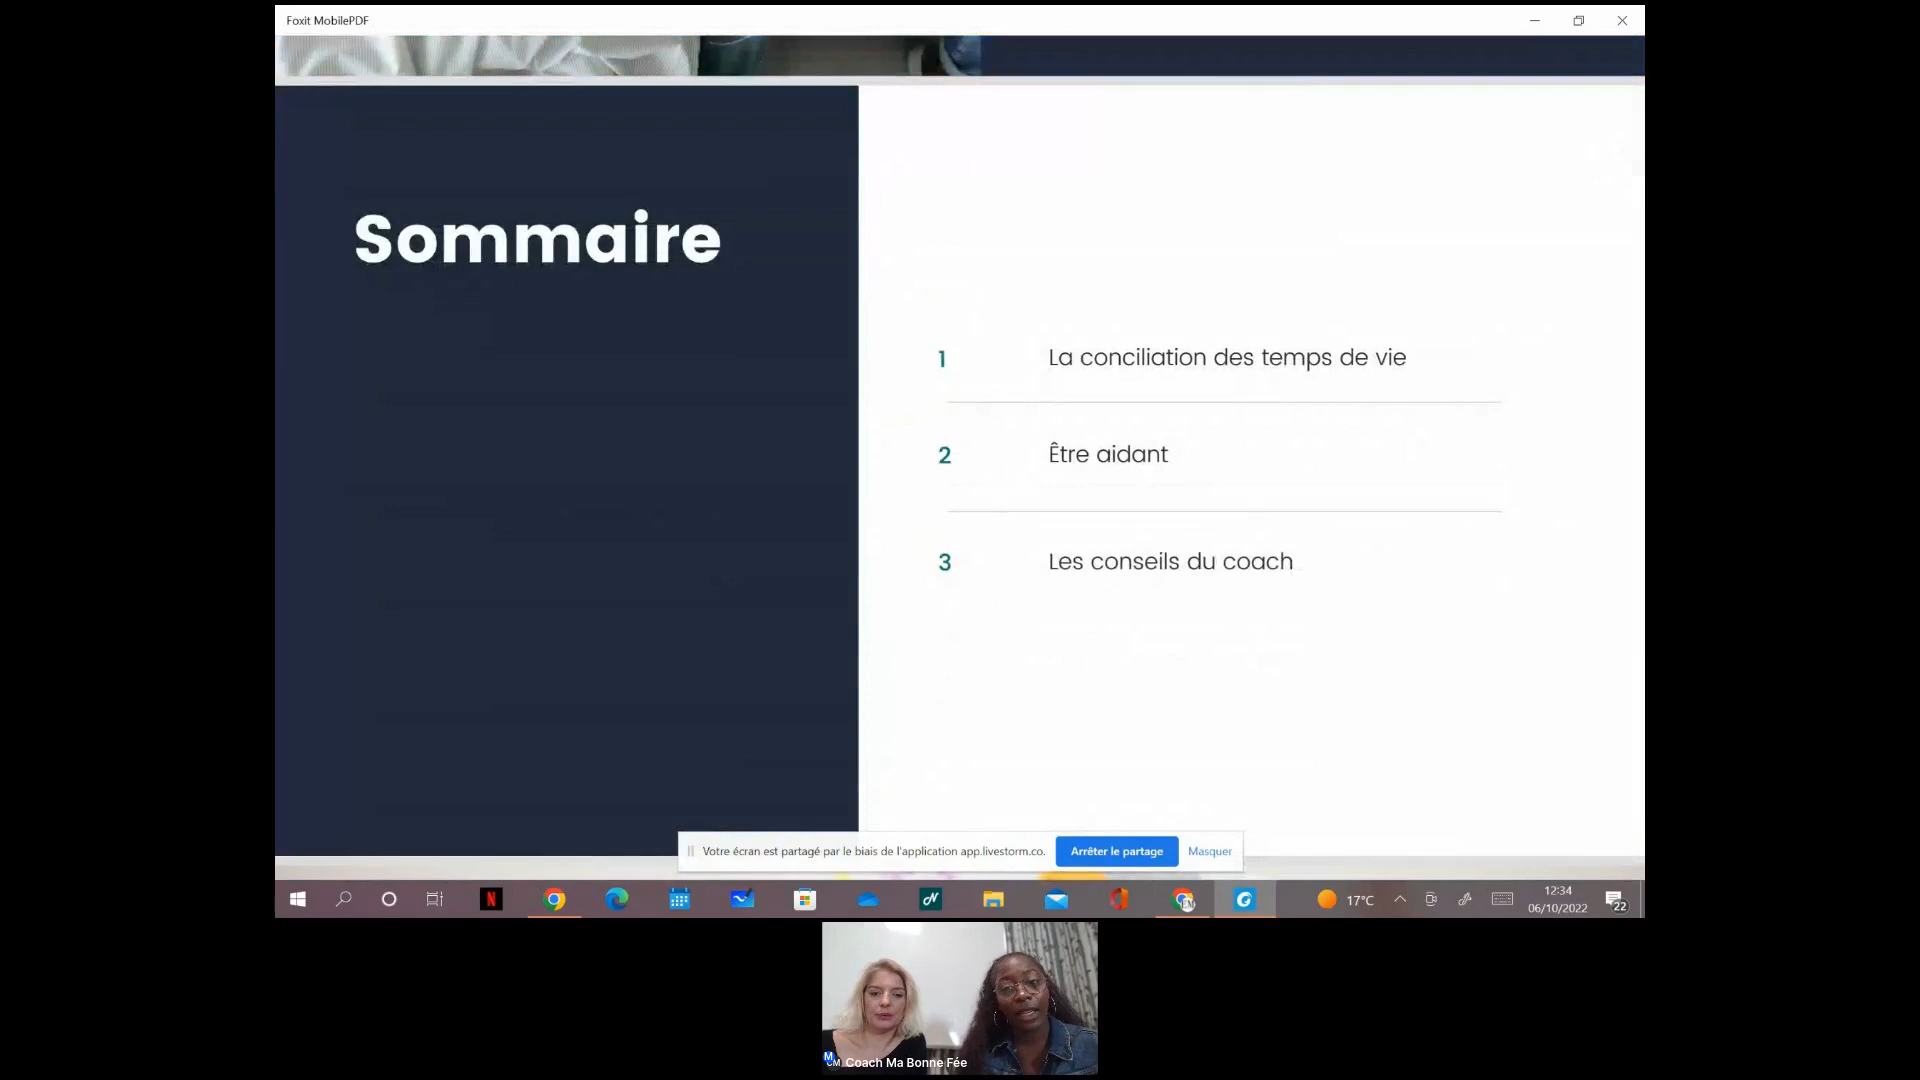 Foxit MobilePDF
Sommaire
1 La conciliation des temps de vie
2 Être aidant
3 Les conseils du coach
Votre écran est partagé par le biais de l'application app.livestorm.co. Arrêter le partage Masquer
17°C
12:34
06/10/2022
22
Coach Ma Bonne Fée